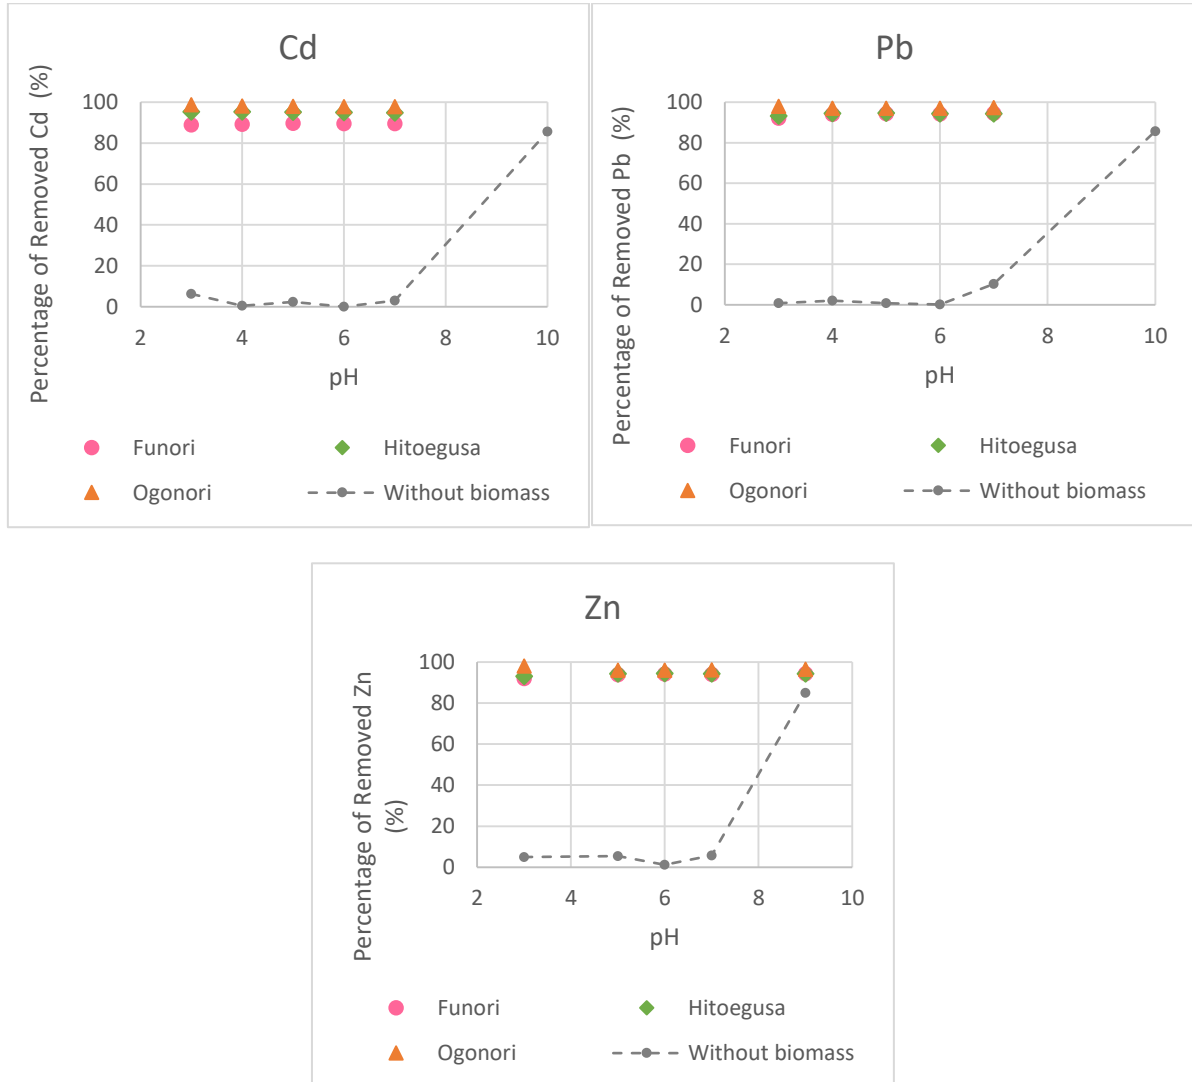 Cd
Percentage of Removed Cd (%)
100
80
60
40
20
0
2 4 6 8 10
pH
Funori Hitoegusa
Ogonori Without biomass
Pb
Percentage of Removed Pb (%)
100
80
60
40
20
0
2 4 6 8 10
pH
Funori Hitoegusa
Ogonori Without biomass
Zn
Percentage of Removed Zn
(%)
100
80
60
40
20
0
2 4 6 8 10
pH
Funori Hitoegusa
Ogonori Without biomass